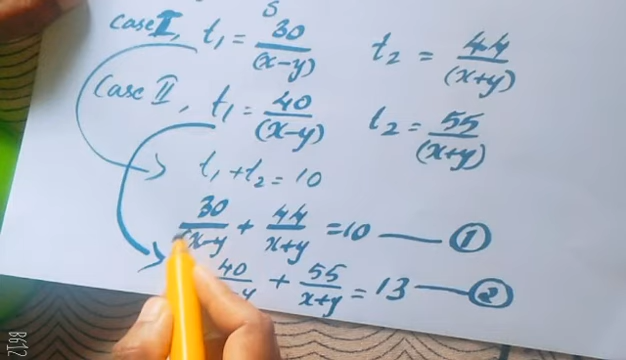 S
Case I, t₁ = 30/(x-y) t₂ = 44/(x+y)
Case II, t₁ = 40/(x-y) t₂ = 55/(x+y)
t₁ + t₂ = 10
30/(x-y) + 44/x+y = 10 — ①
40/ y + 55/x+y = 13 — ②
B612